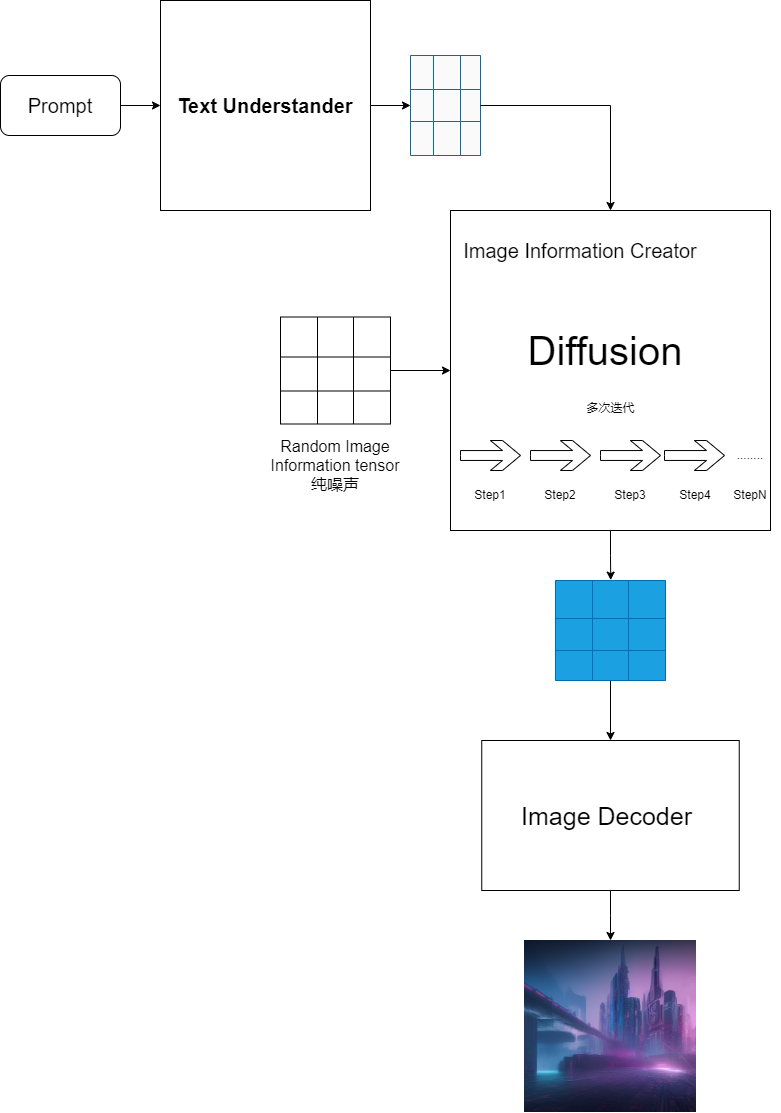 Prompt
Text Understander
Image Information Creator
Diffusion
多次迭代
Random Image
Information tensor
纯噪声
........
Step1 Step2 Step3 Step4 StepN
Image Decoder